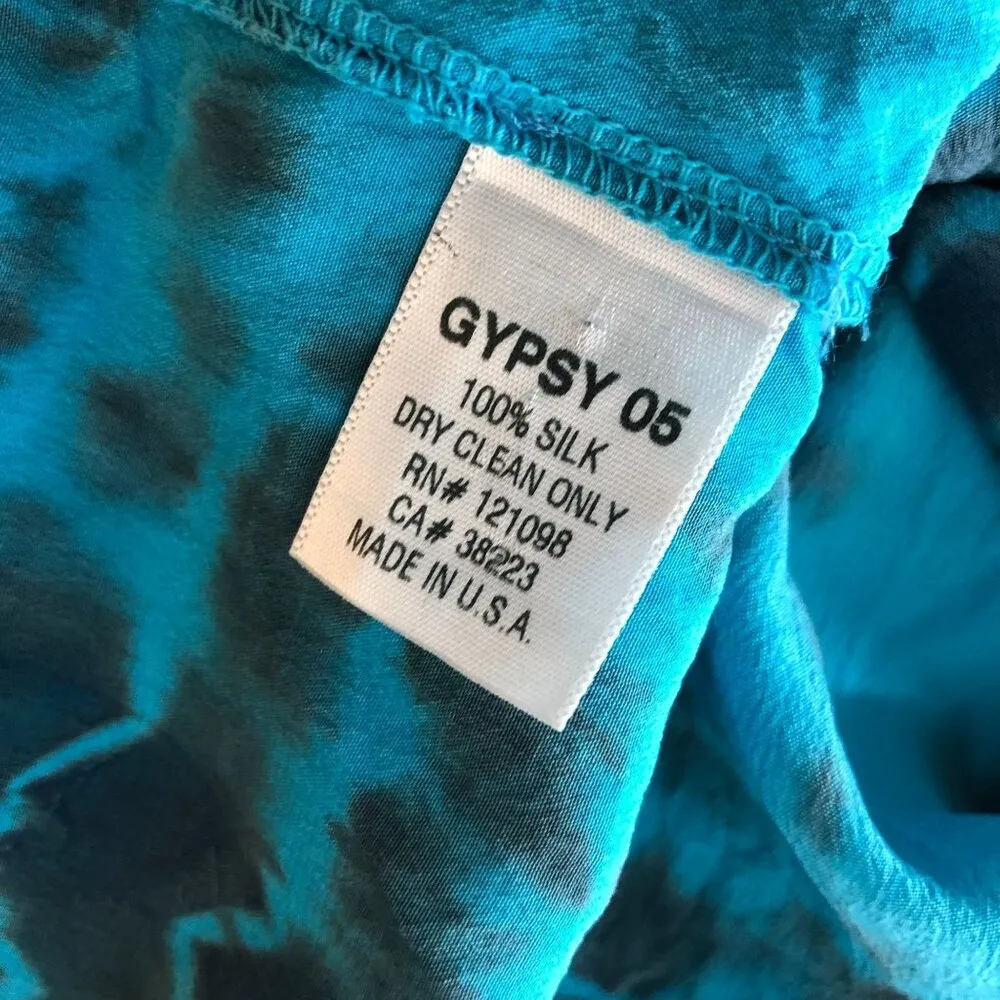 GYPSY 05
100% SILK
DRY CLEAN ONLY
RN# 121098
CA# 38223
MADE IN U.S.A.